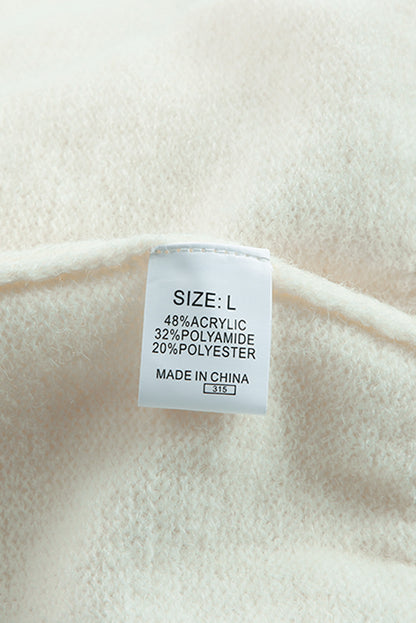 SIZE: L
48%ACRYLIC
32%POLYAMIDE
20%POLYESTER
MADE IN CHINA
315